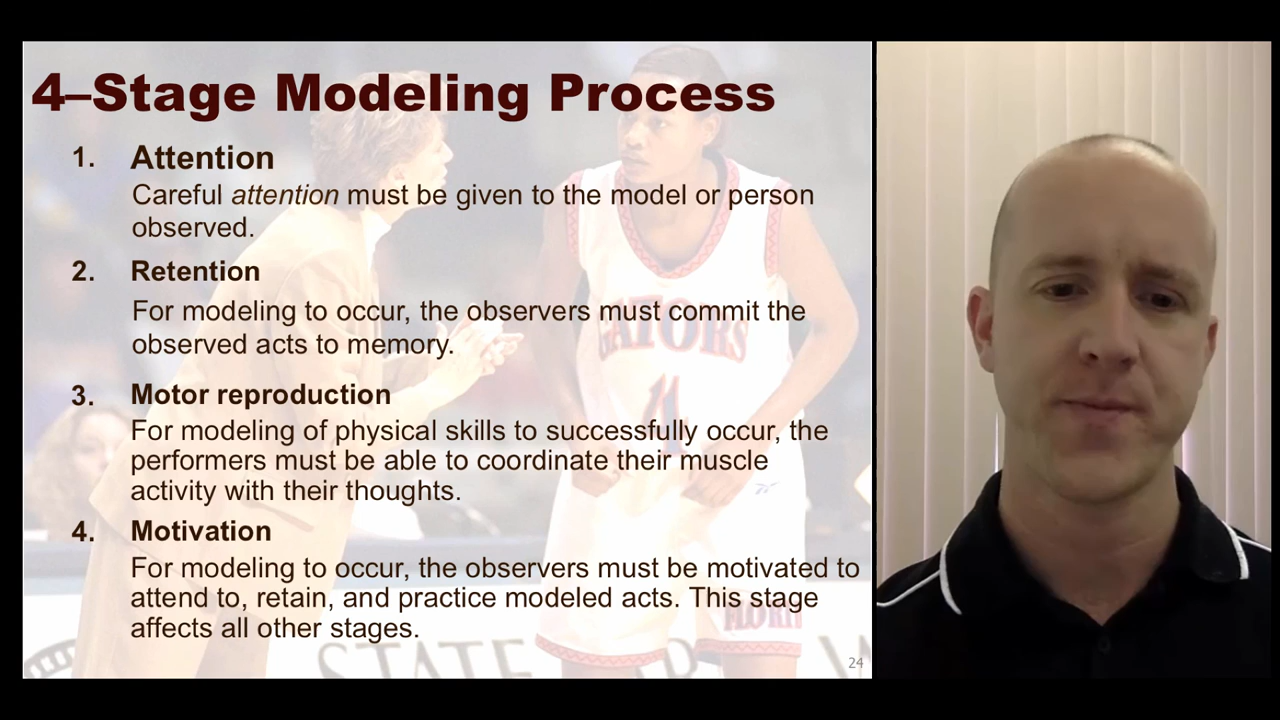 4–Stage Modeling Process
1. Attention
Careful attention must be given to the model or person
observed.
2. Retention
For modeling to occur, the observers must commit the
observed acts to memory.
3. Motor reproduction
For modeling of physical skills to successfully occur, the
performers must be able to coordinate their muscle
activity with their thoughts.
4. Motivation
For modeling to occur, the observers must be motivated to
attend to, retain, and practice modeled acts. This stage
affects all other stages.
GATORS
STATE
24